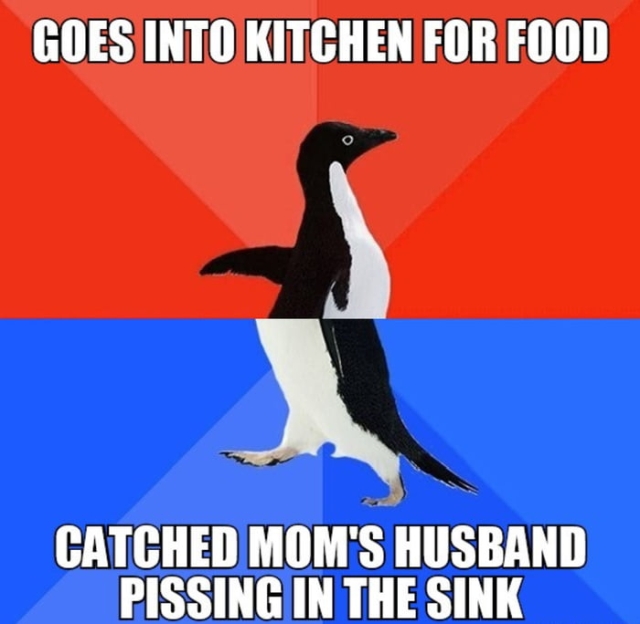 GOES INTO KITCHEN FOR FOOD
CATCHED MOM'S HUSBAND
PISSING IN THE SINK